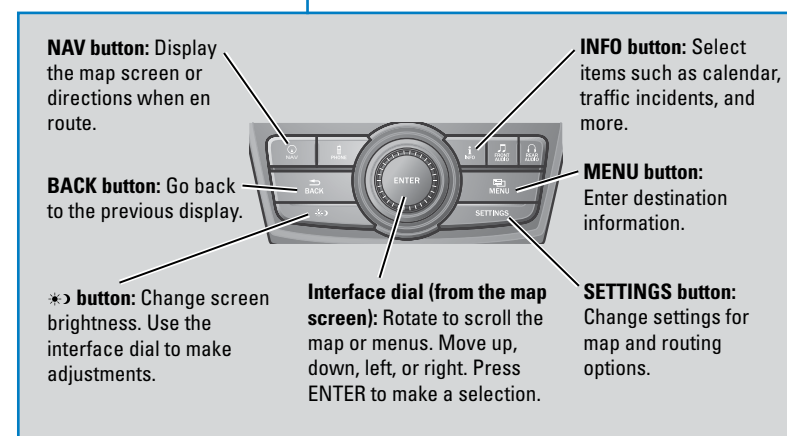 NAV button: Display
the map screen or
directions when en
route.
BACK button: Go back
to the previous display.
button: Change screen
brightness. Use the
interface dial to make
adjustments.
NAV
PHONE
ENTER
INFO
FRONT
AUDIO
REAR
AUDIO
BACK
MENU
SETTINGS
Interface dial (from the map
screen): Rotate to scroll the
map or menus. Move up,
down, left, or right. Press
ENTER to make a selection.
INFO button: Select
items such as calendar,
traffic incidents, and
more.
MENU button:
Enter destination
information.
SETTINGS button:
Change settings for
map and routing
options.